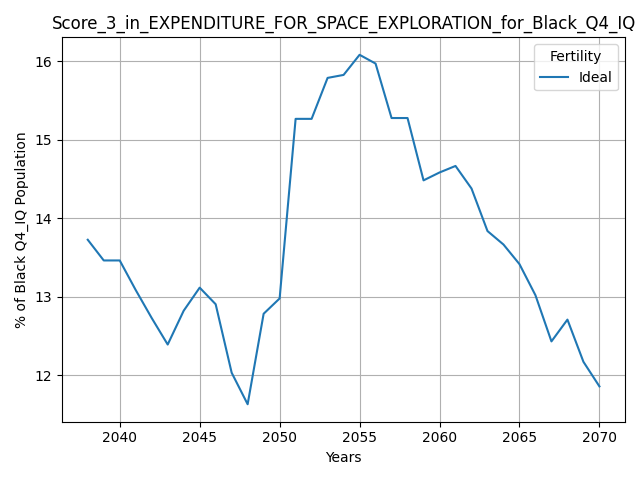 Score_3_in_EXPENDITURE_FOR_SPACE_EXPLORATION_for_Black_Q4_IQ
Fertility
Ideal
% of Black Q4_IQ Population
16
15
14
13
12
2040 2045 2050 2055 2060 2065 2070
Years